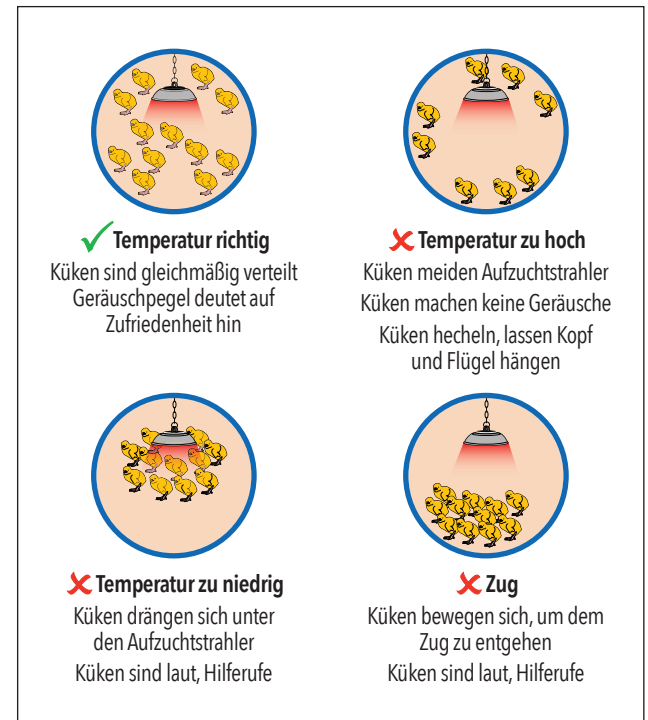 Temperatur richtig
Küken sind gleichmäßig verteilt
Geräuschpegel deutet auf
Zufriedenheit hin
Temperatur zu hoch
Küken meiden Aufzuchtstrahler
Küken machen keine Geräusche
Küken hecheln, lassen Kopf
und Flügel hängen
Temperatur zu niedrig
Küken drängen sich unter
den Aufzuchtstrahler
Küken sind laut, Hilferufe
Zug
Küken bewegen sich, um dem
Zug zu entgehen
Küken sind laut, Hilferufe